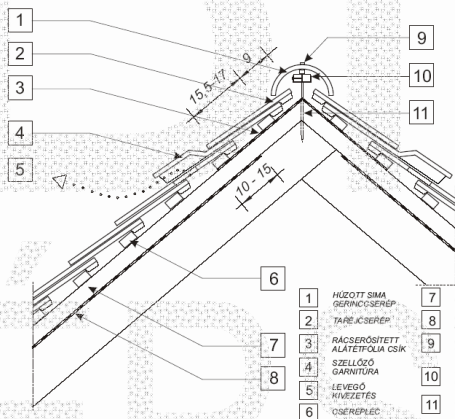 1
2
3
4
5
15,5-17
9
9
10
11
10 - 15
6
7
8
1 HÚZOTT SIMA GERINCCSERÉP
2 TARÉJCSERÉP
3 RÁCSERŐSÍTETT ALÁTÉTFÓLIA CSÍK
4 SZELLŐZŐ GARNITÚRA
5 LEVEGŐ KIVEZETÉS
6 CSERÉPLÉC
7
8
9
10
11